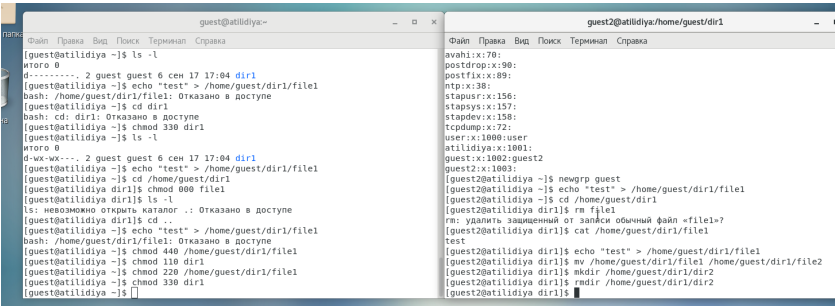 папка
guest@atilidiya:~
Файл Правка Вид Поиск Терминал Справка
[guest@atilidiya ~]$ ls -l
итого 0
d---------. 2 guest guest 6 сен 17 17:04 dir1
[guest@atilidiya ~]$ echo "test" > /home/guest/dir1/file1
bash: /home/guest/dir1/file1: Отказано в доступе
[guest@atilidiya ~]$ cd dir1
bash: cd: dir1: Отказано в доступе
[guest@atilidiya ~]$ chmod 330 dir1
[guest@atilidiya ~]$ ls -l
итого 0
d-wx-wx---. 2 guest guest 6 сен 17 17:04 dir1
[guest@atilidiya ~]$ echo "test" > /home/guest/dir1/file1
[guest@atilidiya ~]$ cd /home/guest/dir1
[guest@atilidiya dir1]$ chmod 000 file1
[guest@atilidiya dir1]$ ls -l
ls: невозможно открыть каталог .: Отказано в доступе
[guest@atilidiya dir1]$ cd ..
[guest@atilidiya ~]$ echo "test" > /home/guest/dir1/file1
bash: /home/guest/dir1/file1: Отказано в доступе
[guest@atilidiya ~]$ chmod 440 /home/guest/dir1/file1
[guest@atilidiya ~]$ chmod 110 dir1
[guest@atilidiya ~]$ chmod 220 /home/guest/dir1/file1
[guest@atilidiya ~]$ chmod 330 dir1
[guest@atilidiya ~]$
guest2@atilidiya:/home/guest/dir1
Файл Правка Вид Поиск Терминал Справка
avahi:x:70:
postdrop:x:90:
postfix:x:89:
ntp:x:38:
stapusr:x:156:
stapsys:x:157:
stapdev:x:158:
tcpdump:x:72:
user:x:1000:user
atilidiya:x:1001:
guest:x:1002:guest2
guest2:x:1003:
[guest2@atilidiya ~]$ newgrp guest
[guest2@atilidiya ~]$ echo "test" > /home/guest/dir1/file1
[guest2@atilidiya ~]$ cd /home/guest/dir1
[guest2@atilidiya dir1]$ rm file1
rm: удалить защищенный от записи обычный файл «file1»?
[guest2@atilidiya dir1]$ cat /home/guest/dir1/file1
test
[guest2@atilidiya dir1]$ echo "test" > /home/guest/dir1/file1
[guest2@atilidiya dir1]$ mv /home/guest/dir1/file1 /home/guest/dir1/file2
[guest2@atilidiya dir1]$ mkdir /home/guest/dir1/dir2
[guest2@atilidiya dir1]$ rmdir /home/guest/dir1/dir2
[guest2@atilidiya dir1]$